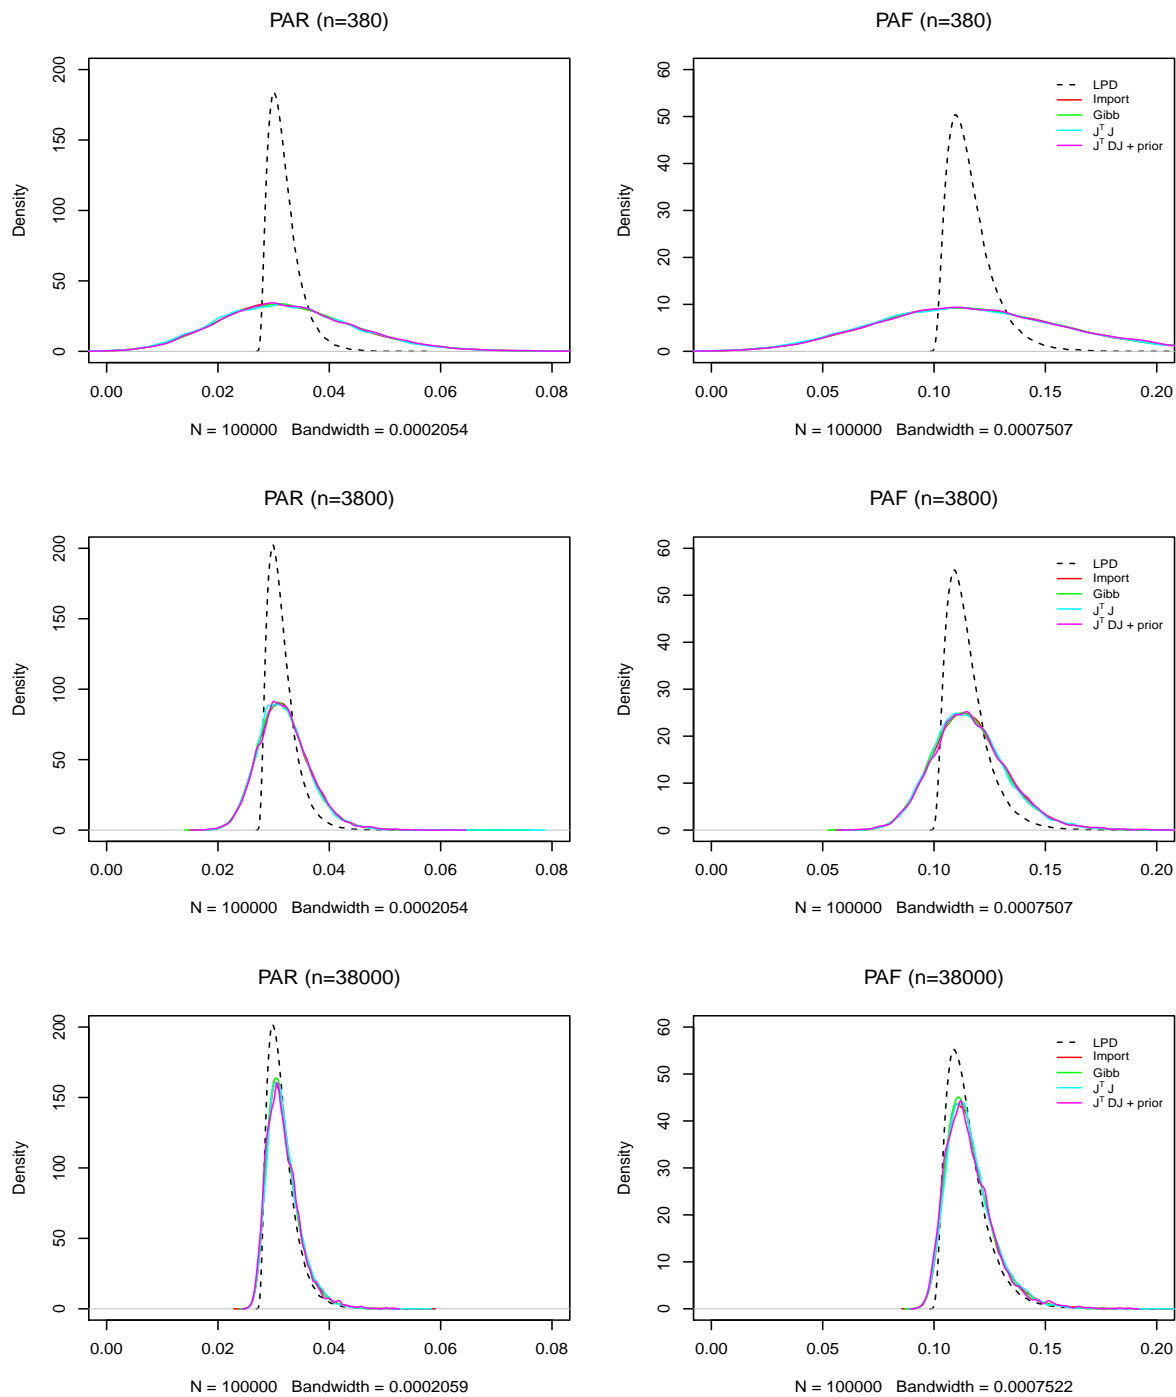 PAR (n=380)
Density
0
50
100
150
200
0.00 0.02 0.04 0.06 0.08
N = 100000 Bandwidth = 0.0002054
PAF (n=380)
Density
0
10
20
30
40
50
60
LPD
Import
Gibb
J^T J
J^T DJ + prior
0.00 0.05 0.10 0.15 0.20
N = 100000 Bandwidth = 0.0007507
PAR (n=3800)
Density
0
50
100
150
200
0.00 0.02 0.04 0.06 0.08
N = 100000 Bandwidth = 0.0002054
PAF (n=3800)
Density
0
10
20
30
40
50
60
LPD
Import
Gibb
J^T J
J^T DJ + prior
0.00 0.05 0.10 0.15 0.20
N = 100000 Bandwidth = 0.0007507
PAR (n=38000)
Density
0
50
100
150
200
0.00 0.02 0.04 0.06 0.08
N = 100000 Bandwidth = 0.0002059
PAF (n=38000)
Density
0
10
20
30
40
50
60
LPD
Import
Gibb
J^T J
J^T DJ + prior
0.00 0.05 0.10 0.15 0.20
N = 100000 Bandwidth = 0.0007522